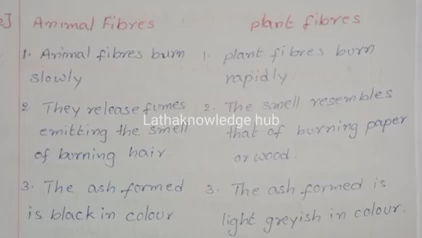 e] Animal Fibres plant fibres
1. Animal fibres burn 1. plant fibres burn
slowly rapidly
2. They release fumes 2. The smell resembles
emitting the smell that of burning paper
of burning hair. or wood.
Lathaknowledge hub
3. The ash formed 3. The ash formed is
is black in colour light greyish in colour.